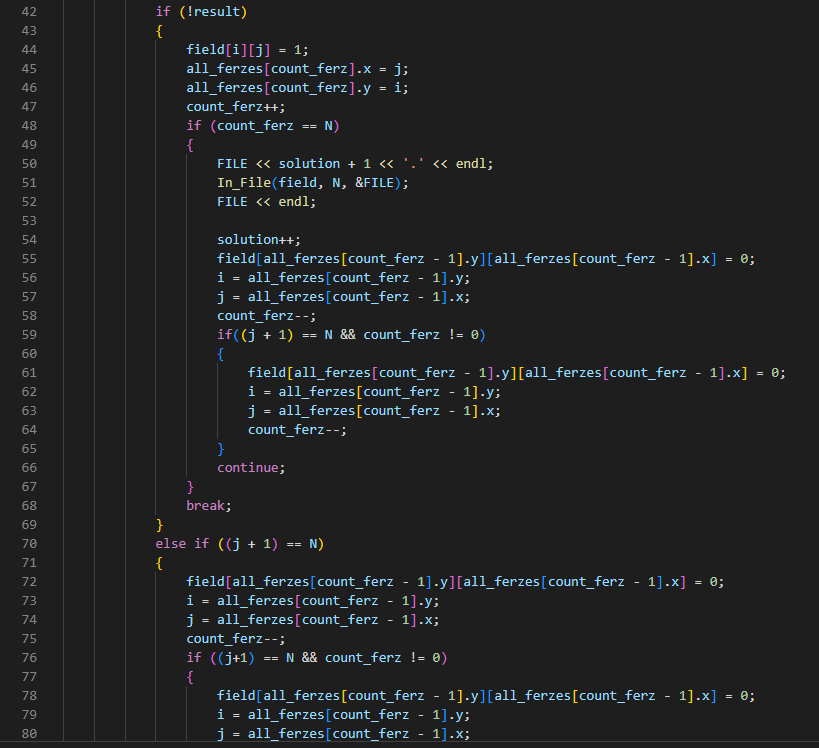 42 if (!result)
43 {
44 field[i][j] = 1;
45 all_ferzes[count_ferz].x = j;
46 all_ferzes[count_ferz].y = i;
47 count_ferz++;
48 if (count_ferz == N)
49 {
50 FILE << solution + 1 << '.' << endl;
51 In_File(field, N, &FILE);
52 FILE << endl;
53
54 solution++;
55 field[all_ferzes[count_ferz - 1].y][all_ferzes[count_ferz - 1].x] = 0;
56 i = all_ferzes[count_ferz - 1].y;
57 j = all_ferzes[count_ferz - 1].x;
58 count_ferz--;
59 if((j + 1) == N && count_ferz != 0)
60 {
61 field[all_ferzes[count_ferz - 1].y][all_ferzes[count_ferz - 1].x] = 0;
62 i = all_ferzes[count_ferz - 1].y;
63 j = all_ferzes[count_ferz - 1].x;
64 count_ferz--;
65 }
66 continue;
67 }
68 break;
69 }
70 else if ((j + 1) == N)
71 {
72 field[all_ferzes[count_ferz - 1].y][all_ferzes[count_ferz - 1].x] = 0;
73 i = all_ferzes[count_ferz - 1].y;
74 j = all_ferzes[count_ferz - 1].x;
75 count_ferz--;
76 if ((j+1) == N && count_ferz != 0)
77 {
78 field[all_ferzes[count_ferz - 1].y][all_ferzes[count_ferz - 1].x] = 0;
79 i = all_ferzes[count_ferz - 1].y;
80 j = all_ferzes[count_ferz - 1].x;